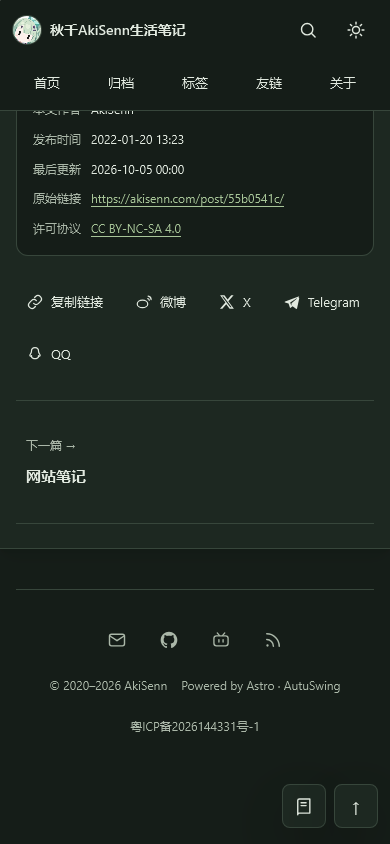 秋千AkiSenn生活笔记
首页 归档 标签 友链 关于
本文作者 AkiSenn
发布时间 2022-01-20 13:23
最后更新 2026-10-05 00:00
原始链接 https://akisenn.com/post/55b0541c/
许可协议 CC BY-NC-SA 4.0
复制链接 微博 X Telegram
QQ
下一篇 →
网站笔记
© 2020–2026 AkiSenn Powered by Astro · AutuSwing
粤ICP备2026144331号-1
↑